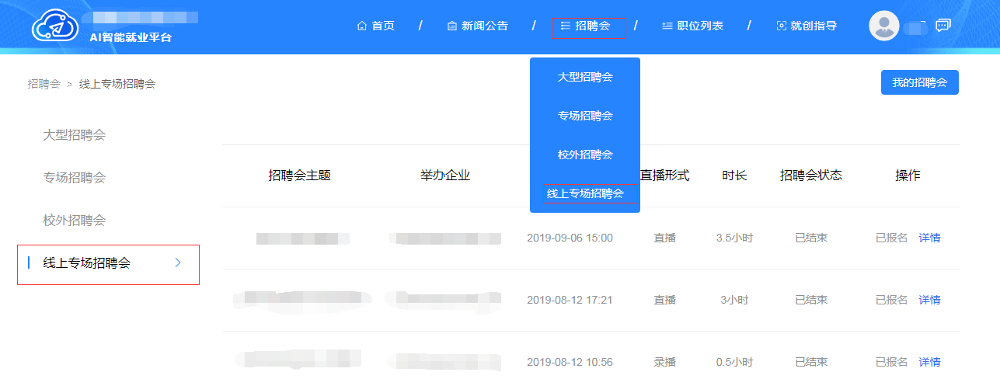 首页 / 新闻公告 / 招聘会 / 职位列表 / 就创指导
AI智能就业平台
大型招聘会
专场招聘会
校外招聘会
线上专场招聘会
招聘会 > 线上专场招聘会
我的招聘会
大型招聘会
专场招聘会
校外招聘会
线上专场招聘会
招聘会主题 举办企业 直播形式 时长 招聘会状态 操作
2019-09-06 15:00 直播 3.5小时 已结束 已报名 详情
2019-08-12 17:21 直播 3小时 已结束 已报名 详情
2019-08-12 10:56 录播 0.5小时 已结束 已报名 详情